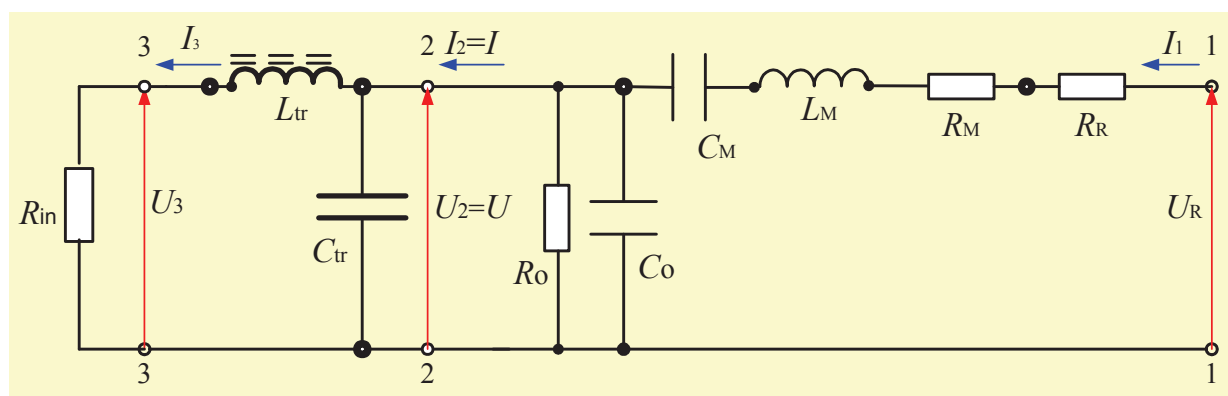 3 I3 2 I2=I I1 1
Ltr LM RM RR
CM
Rin U3 U2=U UR
Ctr Ro Co
3 2 1